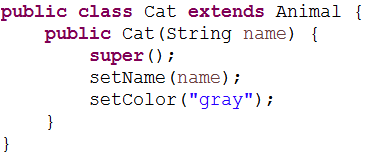 public class Cat extends Animal {
    public Cat(String name) {
        super();
        setName(name);
        setColor("gray");
    }
}